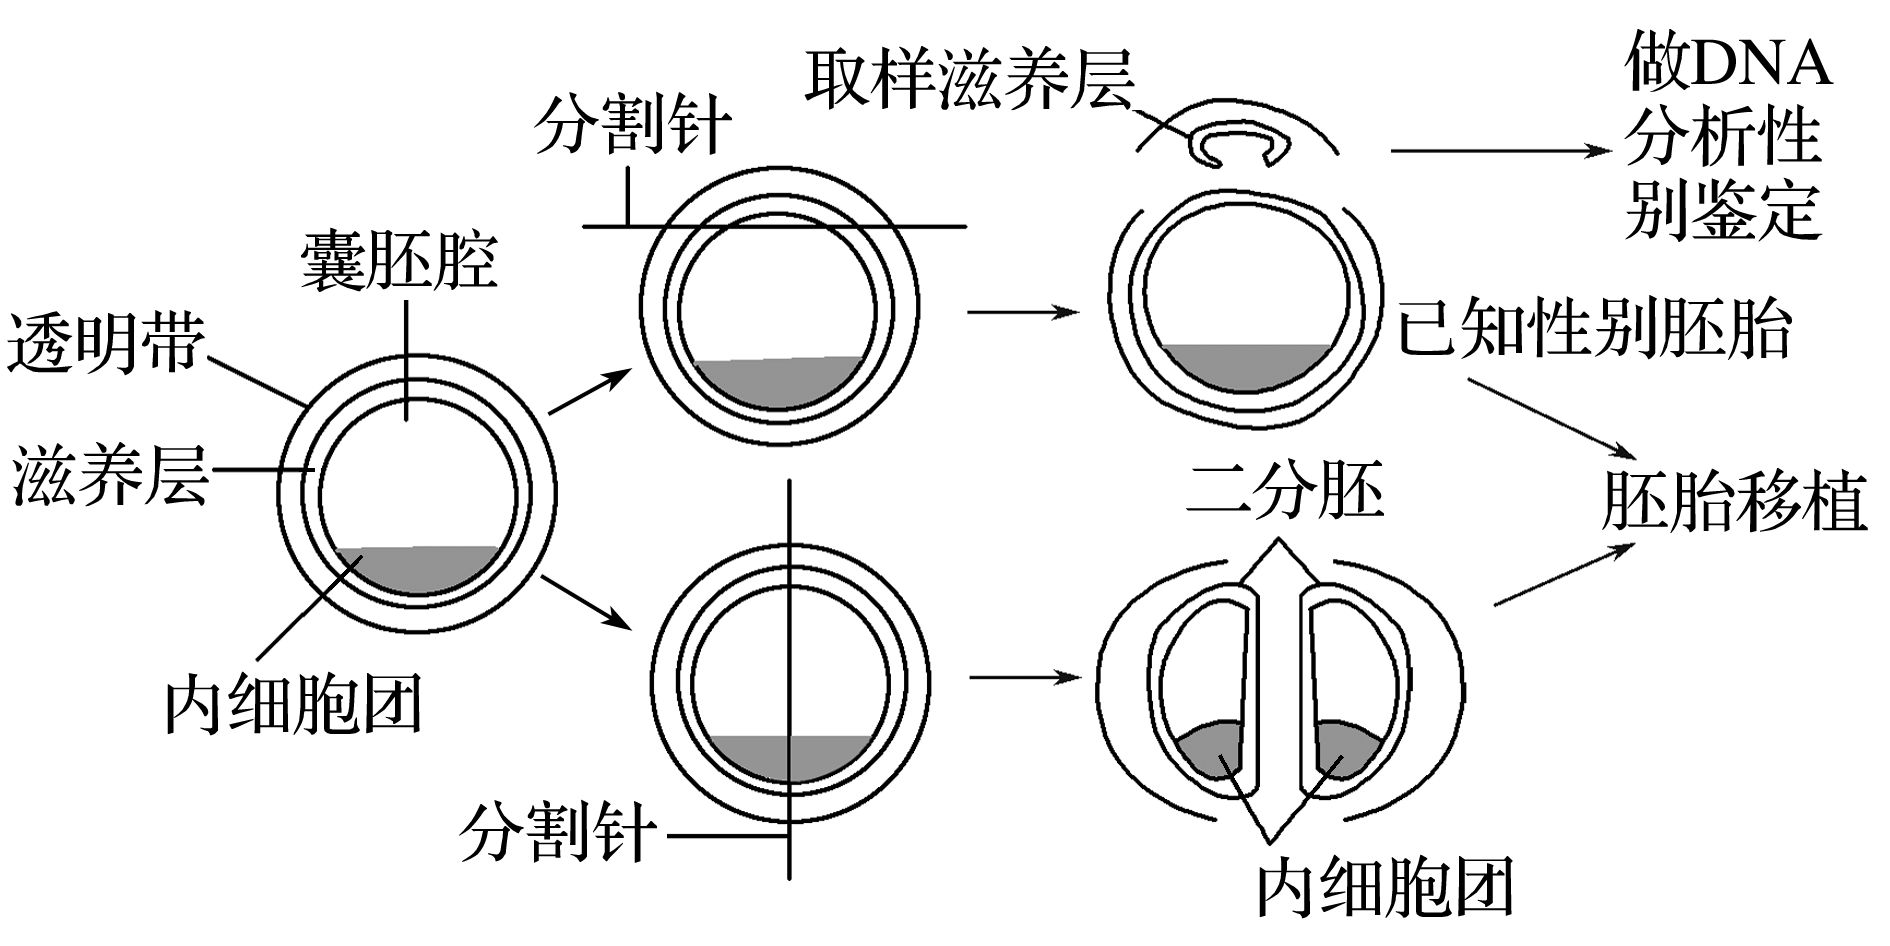 做DNA
分析性
别鉴定
取样滋养层
分割针
囊胚腔
透明带
已知性别胚胎
滋养层
二分胚
胚胎移植
内细胞团
分割针
内细胞团